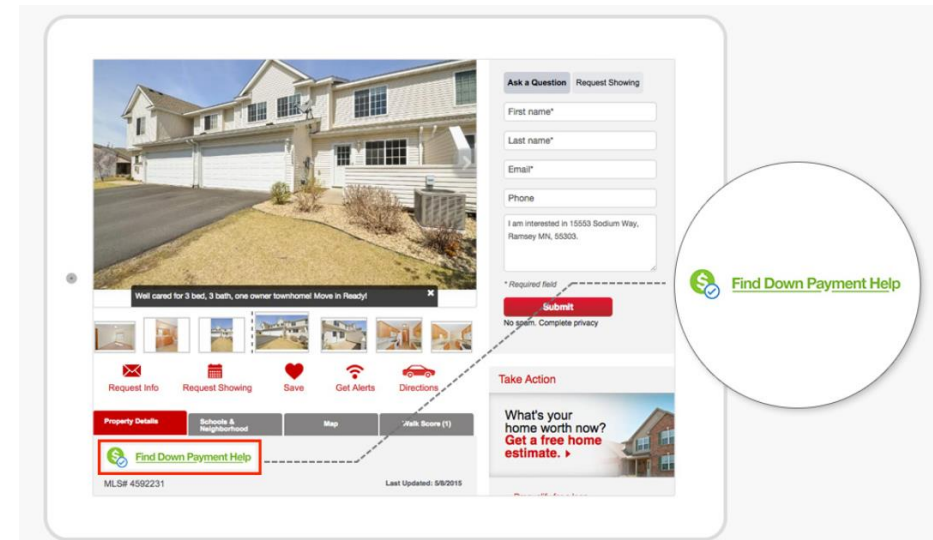 Ask a Question
Request Showing
First name*
Last name*
Email*
Phone
I am interested in 15553 Sodium Way,
Ramsey MN, 55303.
* Required field
Submit
No spam. Complete privacy
Well cared for 3 bed, 3 bath, one owner townhome! Move in Ready!
Request Info
Request Showing
Save
Get Alerts
Directions
Property Details
Schools &
Neighborhood
Map
Walk Score (1)
Find Down Payment Help
MLS# 4592231
Last Updated: 5/8/2015
Take Action
What's your
home worth now?
Get a free home
estimate.
Find Down Payment Help